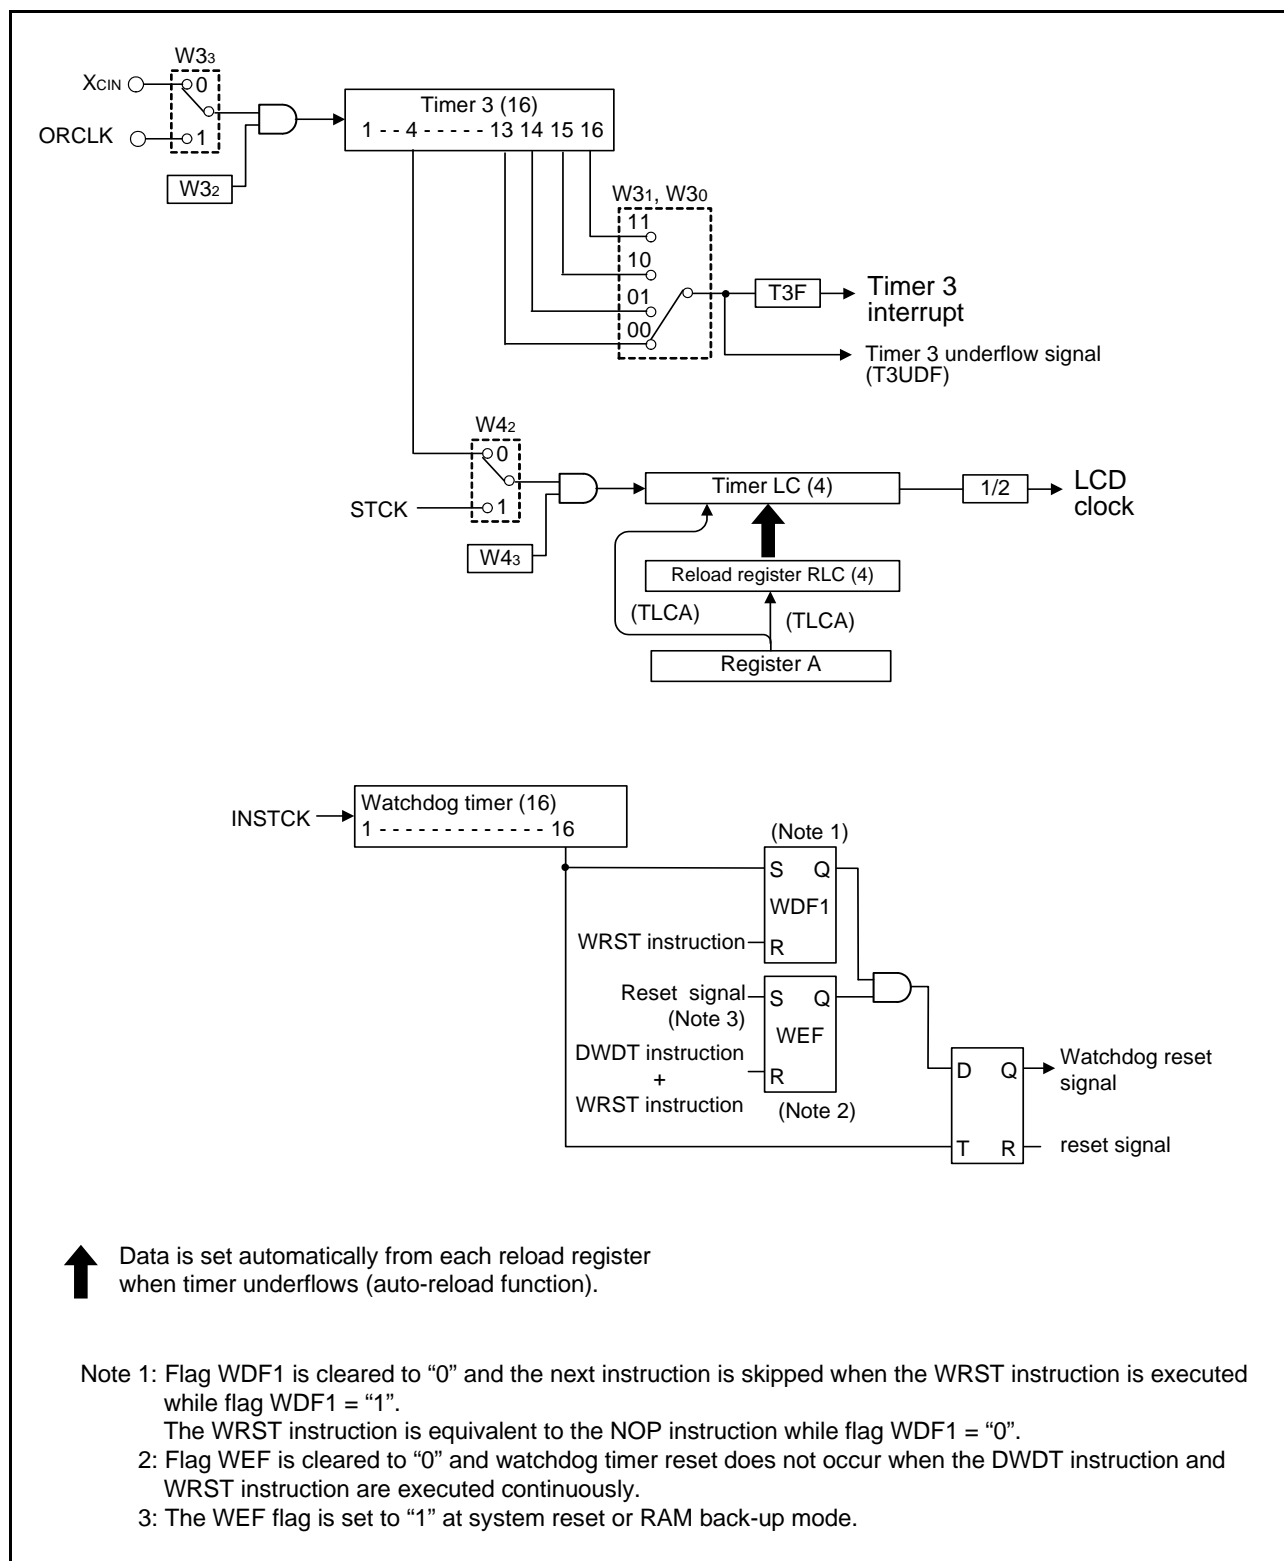 W33
XCIN
0
Timer 3 (16)
1 - - 4 - - - - - 13 14 15 16
ORCLK
1
W32
W31, W30
11
10
01
00
T3F
Timer 3
interrupt
Timer 3 underflow signal
(T3UDF)
W42
0
STCK
1
W43
Timer LC (4)
1/2
LCD
clock
Reload register RLC (4)
(TLCA)
(TLCA)
Register A
INSTCK
Watchdog timer (16)
1 - - - - - - - - - - - - - 16
(Note 1)
S Q
WDF1
WRST instruction
R
Reset signal
(Note 3)
S Q
WEF
DWDT instruction
+
WRST instruction
R
(Note 2)
D Q
Watchdog reset
signal
T R
reset signal
Data is set automatically from each reload register
when timer underflows (auto-reload function).
Note 1: Flag WDF1 is cleared to “0” and the next instruction is skipped when the WRST instruction is executed
while flag WDF1 = “1”.
The WRST instruction is equivalent to the NOP instruction while flag WDF1 = “0”.
2: Flag WEF is cleared to “0” and watchdog timer reset does not occur when the DWDT instruction and
WRST instruction are executed continuously.
3: The WEF flag is set to “1” at system reset or RAM back-up mode.